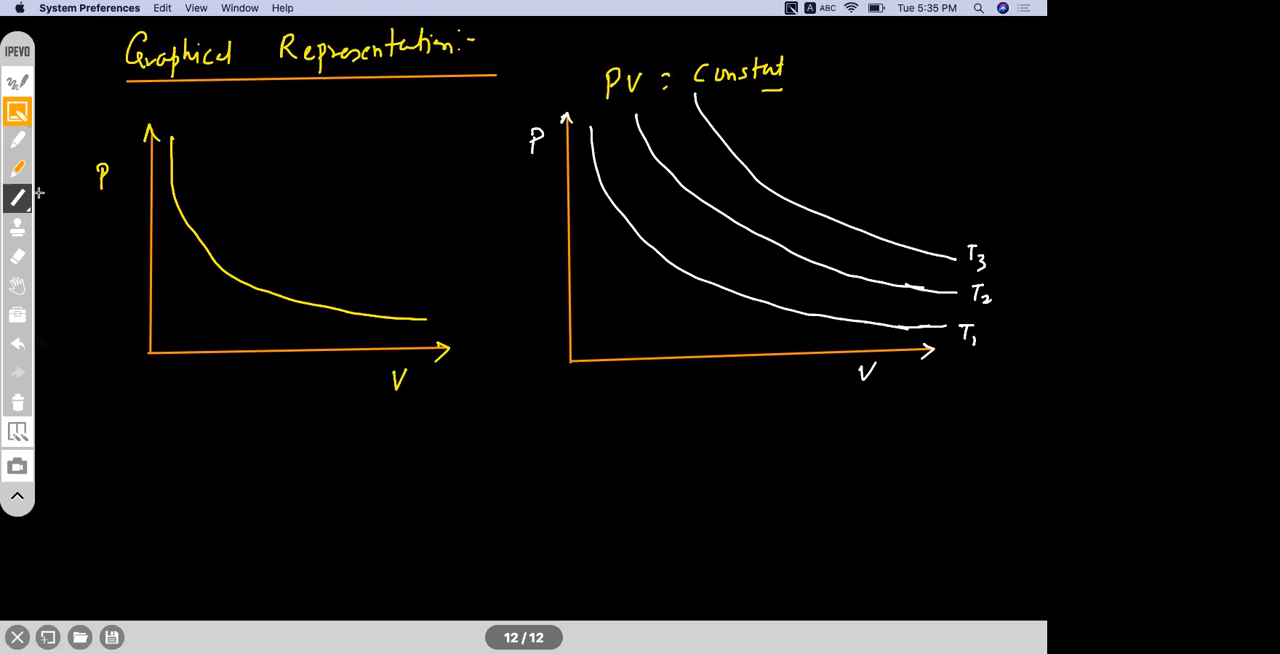 System Preferences Edit View Window Help
A ABC Tue 5:35 PM
IPEVO
Graphical Representation:-
PV = Constant
P
V
P
T3
T2
T1
V
12/12